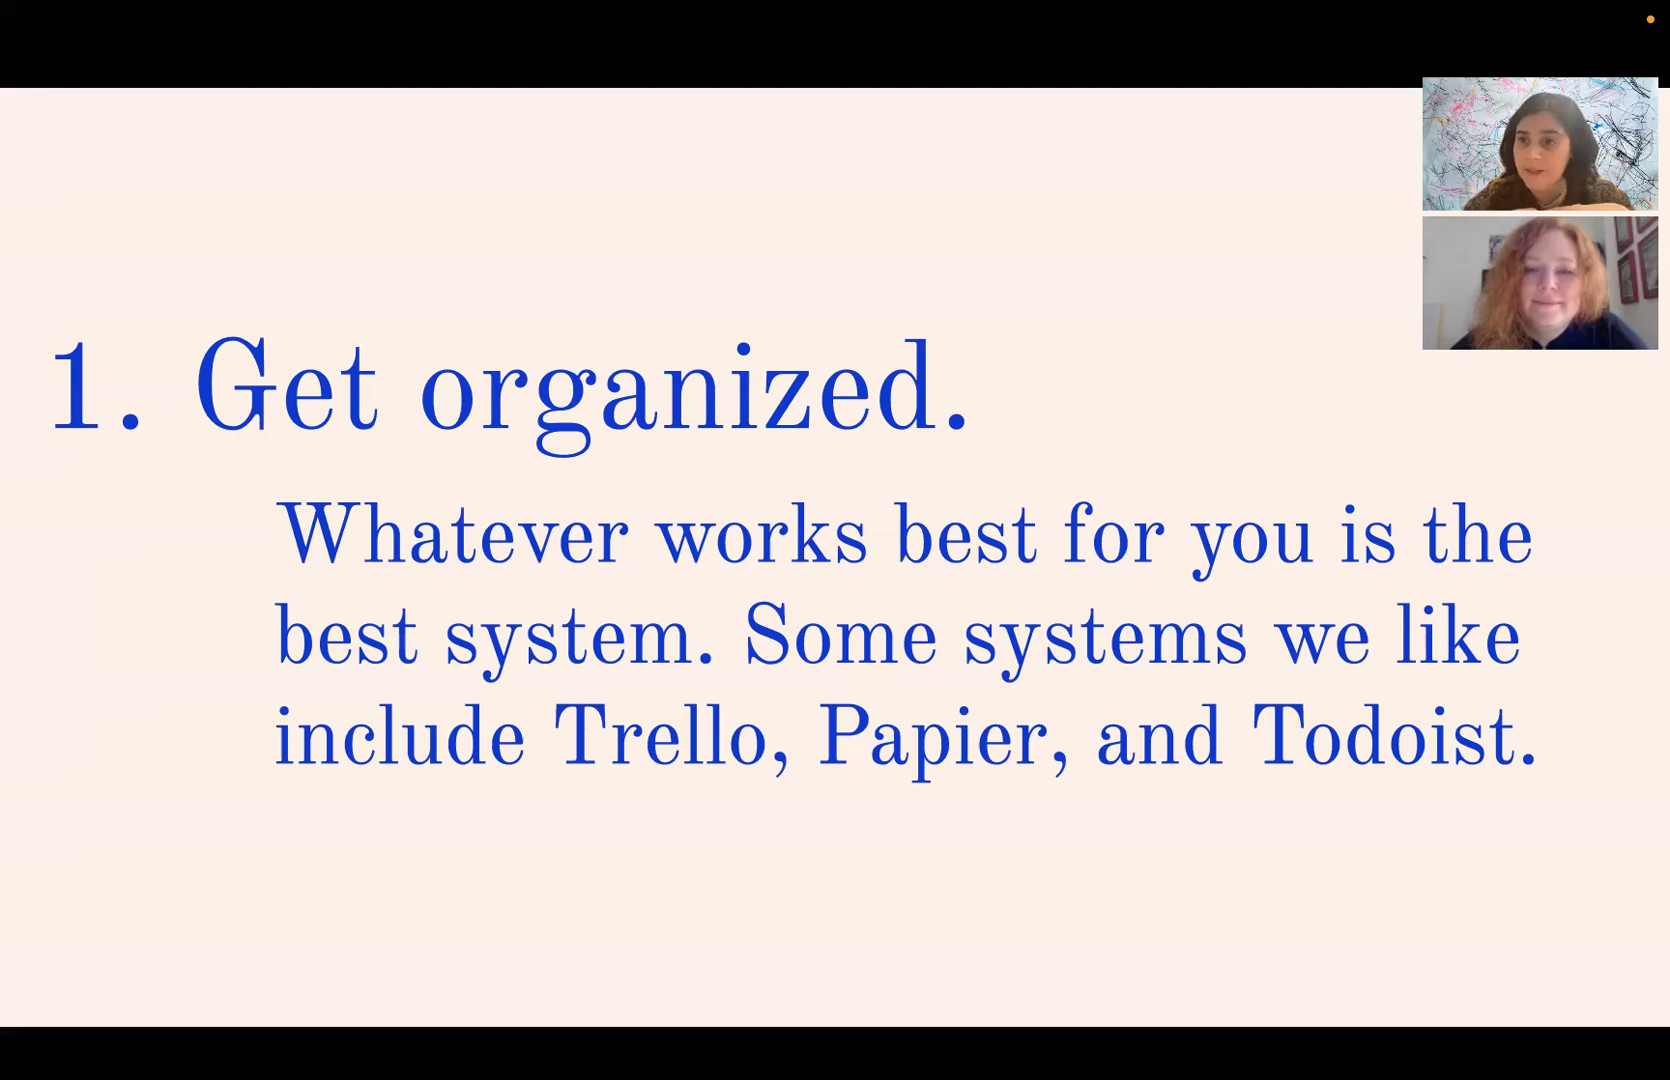 1. Get organized.
Whatever works best for you is the
best system. Some systems we like
include Trello, Papier, and Todoist.